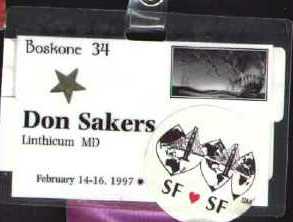 Boskone 34
Don Sakers
Linthicum MD
February 14-16, 1997
SF ♥ SF